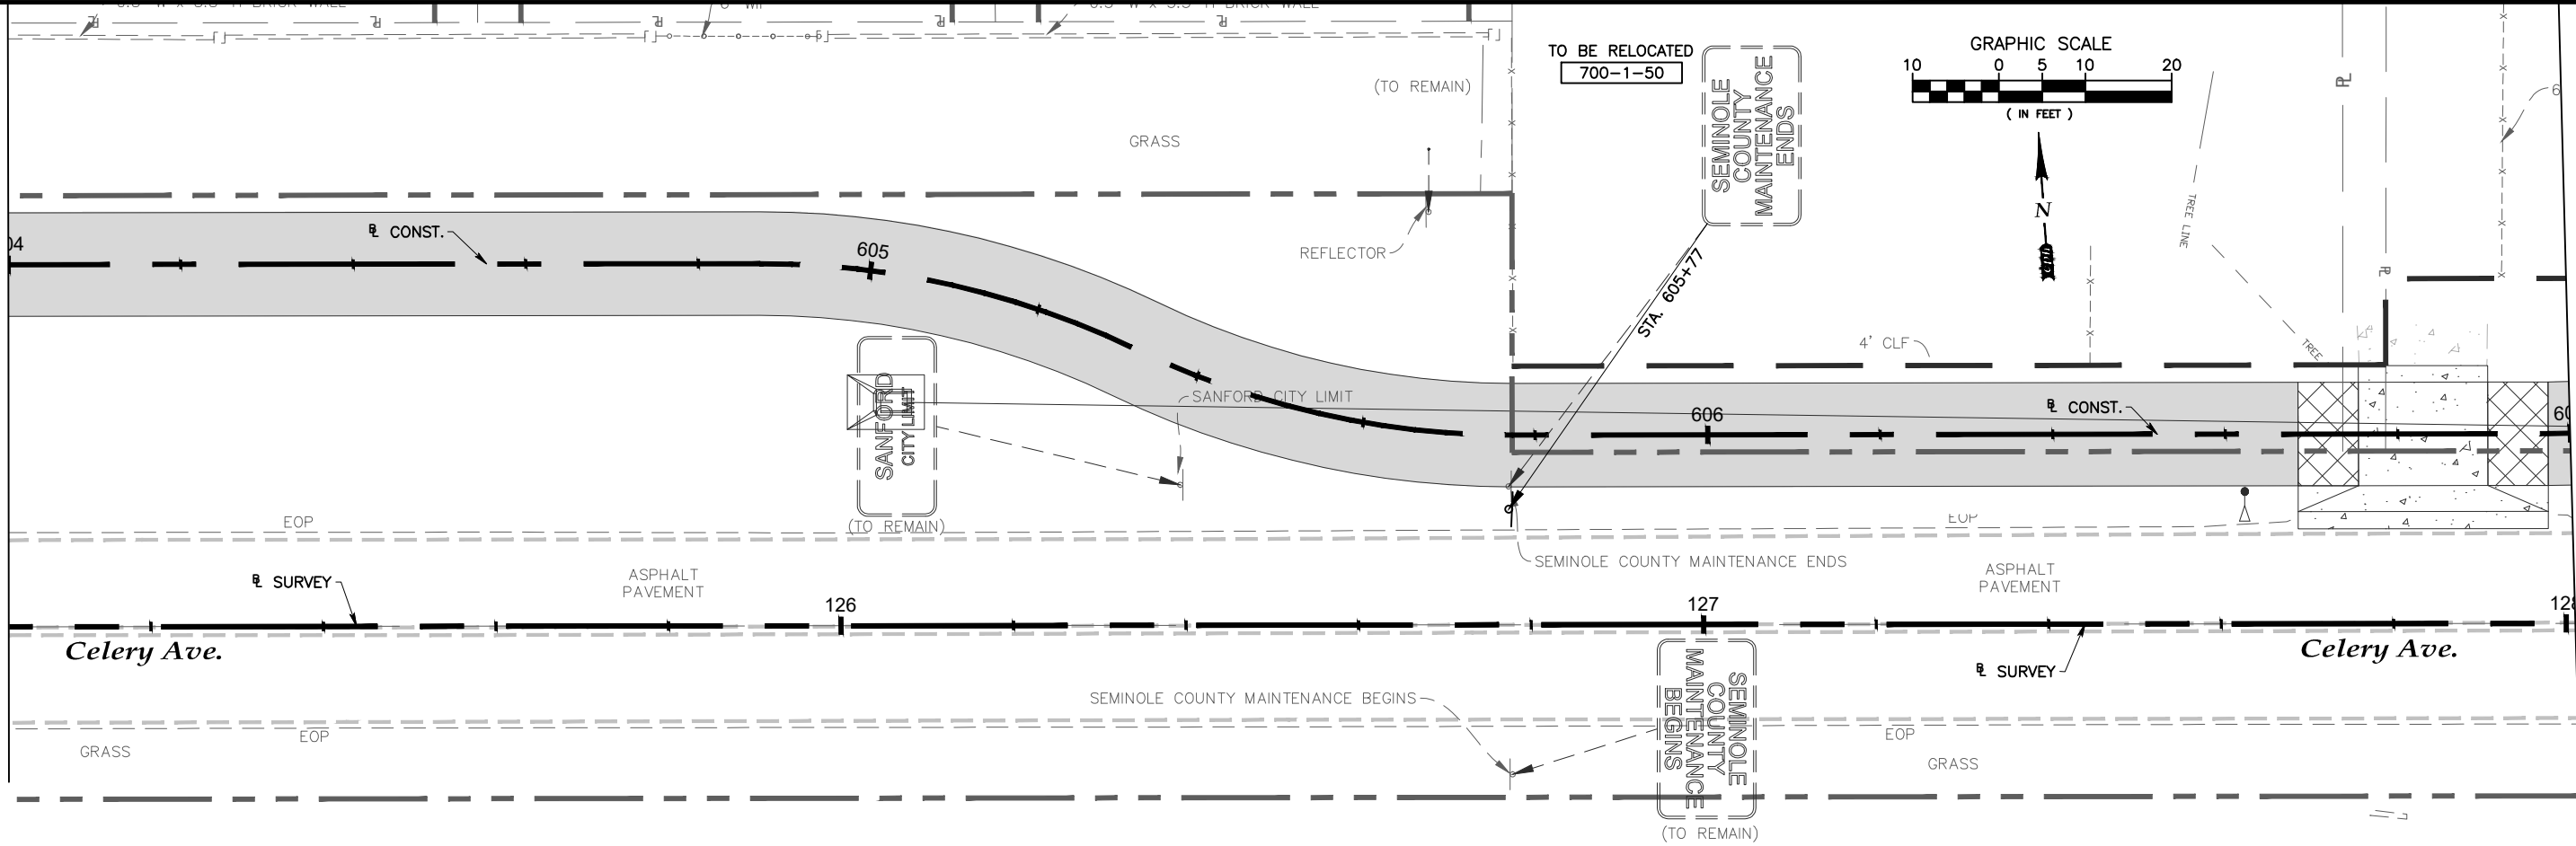 TO BE RELOCATED
700-1-50
SEMINOLE
COUNTY
MAINTENANCE
ENDS
GRAPHIC SCALE
10 0 5 10 20
( IN FEET )
N
(TO REMAIN)
GRASS
REFLECTOR
STA. 605+77
TREE LINE
TREE
4' CLF
CONST.
605
SANFORD
CITY LIMIT
(TO REMAIN)
SANFORD CITY LIMIT
606
CONST.
EOP
EOP
SEMINOLE COUNTY MAINTENANCE ENDS
SURVEY
ASPHALT
PAVEMENT
ASPHALT
PAVEMENT
126
127
Celery Ave.
Celery Ave.
SURVEY
SEMINOLE COUNTY MAINTENANCE BEGINS
SEMINOLE
COUNTY
MAINTENANCE
BEGINS
(TO REMAIN)
EOP
GRASS
EOP
GRASS